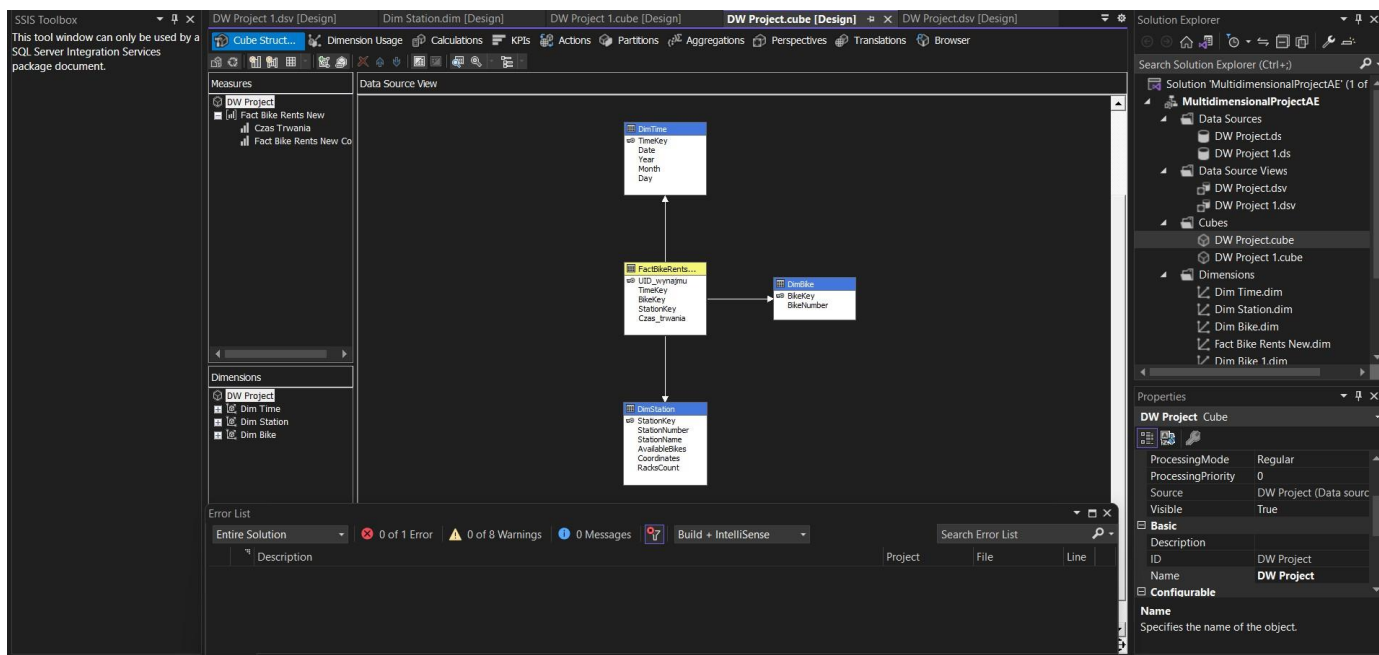 SSIS Toolbox
This tool window can only be used by a
SQL Server Integration Services
package document.
DW Project 1.dsv [Design]
Dim Station.dim [Design]
DW Project 1.cube [Design]
DW Project.cube [Design]
DW Project.dsv [Design]
Cube Struct...
Dimension Usage
Calculations
KPIs
Actions
Partitions
Aggregations
Perspectives
Translations
Browser
Measures
DW Project
Fact Bike Rents New
Czas Trwania
Fact Bike Rents New Co
Dimensions
DW Project
Dim Time
Dim Station
Dim Bike
Data Source View
DimTime
TimeKey
Date
Year
Month
Day
FactBikeRents...
UID_wynajmu
TimeKey
BikeKey
StationKey
Czas_trwania
DimBike
BikeKey
BikeNumber
DimStation
StationKey
StationNumber
StationName
AvailableBikes
Coordinates
RacksCount
Error List
Entire Solution
0 of 1 Error
0 of 8 Warnings
0 Messages
Build + IntelliSense
Search Error List
Description
Project
File
Line
Solution Explorer
Search Solution Explorer (Ctrl+;)
Solution 'MultidimensionalProjectAE' (1 of
MultidimensionalProjectAE
Data Sources
DW Project.ds
DW Project 1.ds
Data Source Views
DW Project.dsv
DW Project 1.dsv
Cubes
DW Project.cube
DW Project 1.cube
Dimensions
Dim Time.dim
Dim Station.dim
Dim Bike.dim
Fact Bike Rents New.dim
Dim Bike 1.dim
Properties
DW Project Cube
ProcessingMode Regular
ProcessingPriority 0
Source DW Project (Data sourc
Visible True
Basic
Description
ID DW Project
Name DW Project
Configurable
Name
Specifies the name of the object.